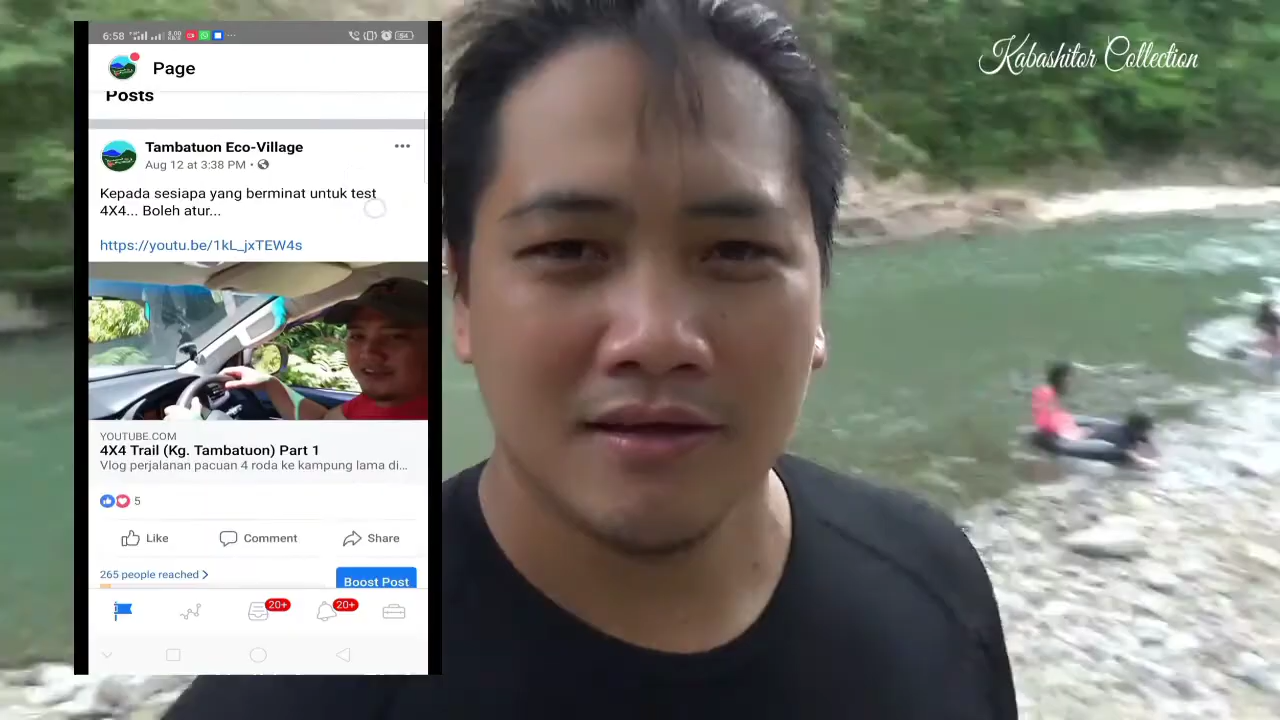 6:58
Page
Posts
Tambatuon Eco-Village
Aug 12 at 3:38 PM
Kepada sesiapa yang berminat untuk test
4X4... Boleh atur...
https://youtu.be/1kL_jxTEW4s
YOUTUBE.COM
4X4 Trail (Kg. Tambatuon) Part 1
Vlog perjalanan pacuan 4 roda ke kampung lama di...
5
Like Comment Share
265 people reached
Boost Post
20+ 20+
Kabashitor Collection